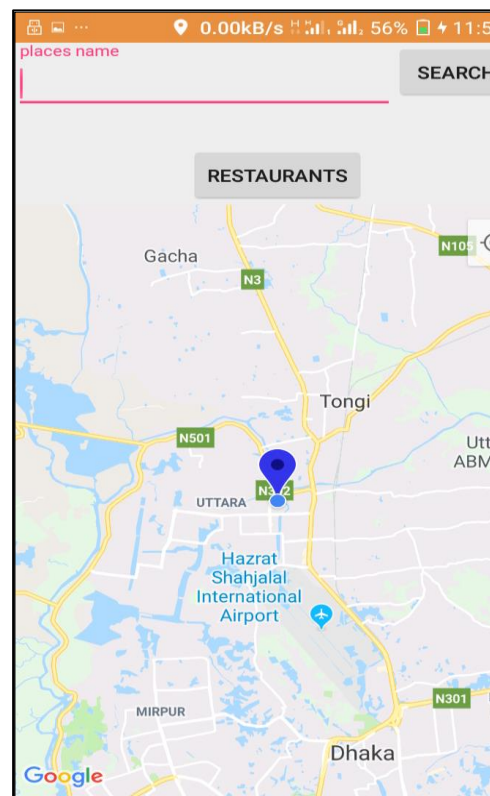 0.00kB/s H H G 2 56% 11:5
places name
SEARCH
RESTAURANTS
Gacha
N105
N3
Tongi
N501
Utt
ABM
UTTARA
Hazrat
Shahjalal
International
Airport
N301
MIRPUR
Dhaka
Google